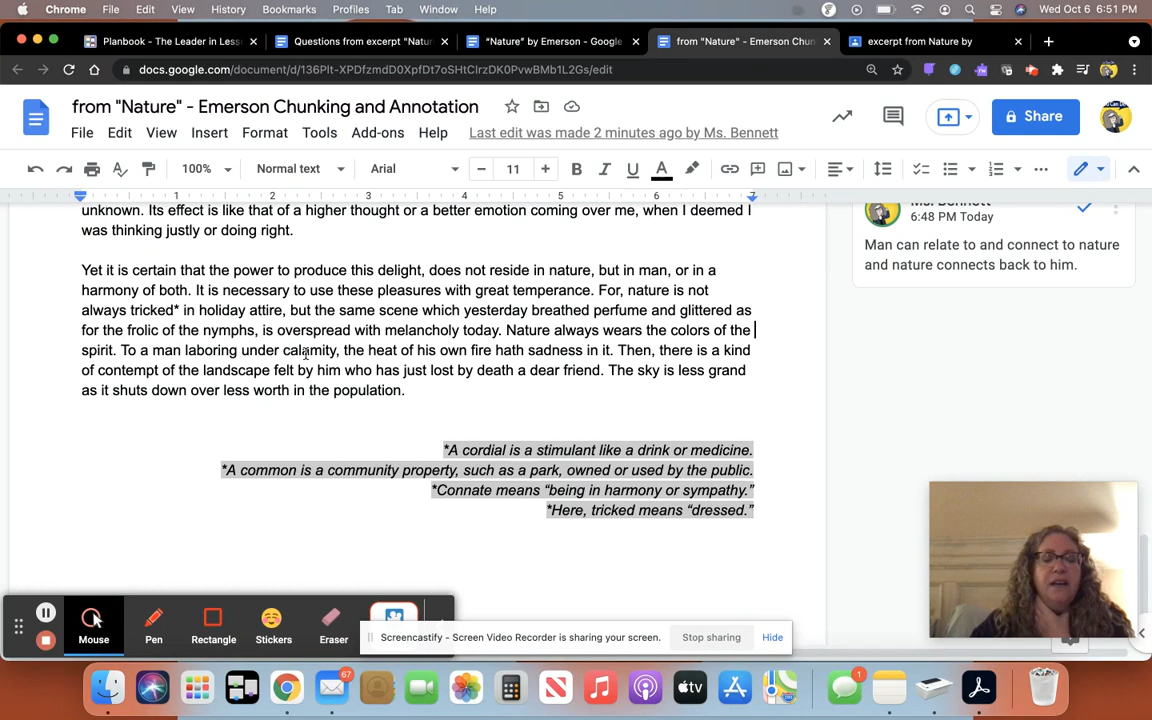 Chrome File Edit View History Bookmarks Profiles Tab Window Help Wed Oct 6 6:51 PM
Planbook - The Leader in Less Questions from excerpt "Natur "Nature" by Emerson - Google from "Nature" - Emerson Chun excerpt from Nature by
docs.google.com/document/d/136Plt-XPDfzmdD0XpfDt7oSHtClrzDK0PvwBMb1L2Gs/edit
from "Nature" - Emerson Chunking and Annotation
File Edit View Insert Format Tools Add-ons Help Last edit was made 2 minutes ago by Ms. Bennett
Share
100% Normal text Arial 11
1 2 3 4 5 6 7
unknown. Its effect is like that of a higher thought or a better emotion coming over me, when I deemed I
was thinking justly or doing right.
Yet it is certain that the power to produce this delight, does not reside in nature, but in man, or in a
harmony of both. It is necessary to use these pleasures with great temperance. For, nature is not
always tricked* in holiday attire, but the same scene which yesterday breathed perfume and glittered as
for the frolic of the nymphs, is overspread with melancholy today. Nature always wears the colors of the
spirit. To a man laboring under calamity, the heat of his own fire hath sadness in it. Then, there is a kind
of contempt of the landscape felt by him who has just lost by death a dear friend. The sky is less grand
as it shuts down over less worth in the population.
*A cordial is a stimulant like a drink or medicine.
*A common is a community property, such as a park, owned or used by the public.
*Connate means “being in harmony or sympathy.”
*Here, tricked means “dressed.”
Ms. Bennett
6:48 PM Today
Man can relate to and connect to nature
and nature connects back to him.
Mouse Pen Rectangle Stickers Eraser
Screencastify - Screen Video Recorder is sharing your screen. Stop sharing Hide
67
tv
1